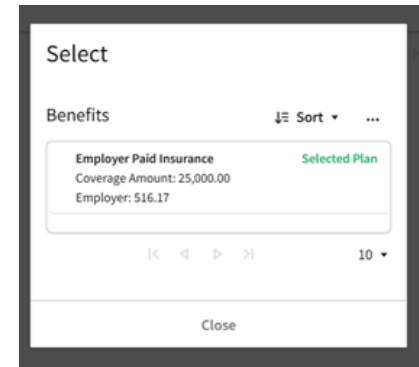 Select
Benefits
Sort
...
Employer Paid Insurance
Selected Plan
Coverage Amount: 25,000.00
Employer: 516.17
10
Close